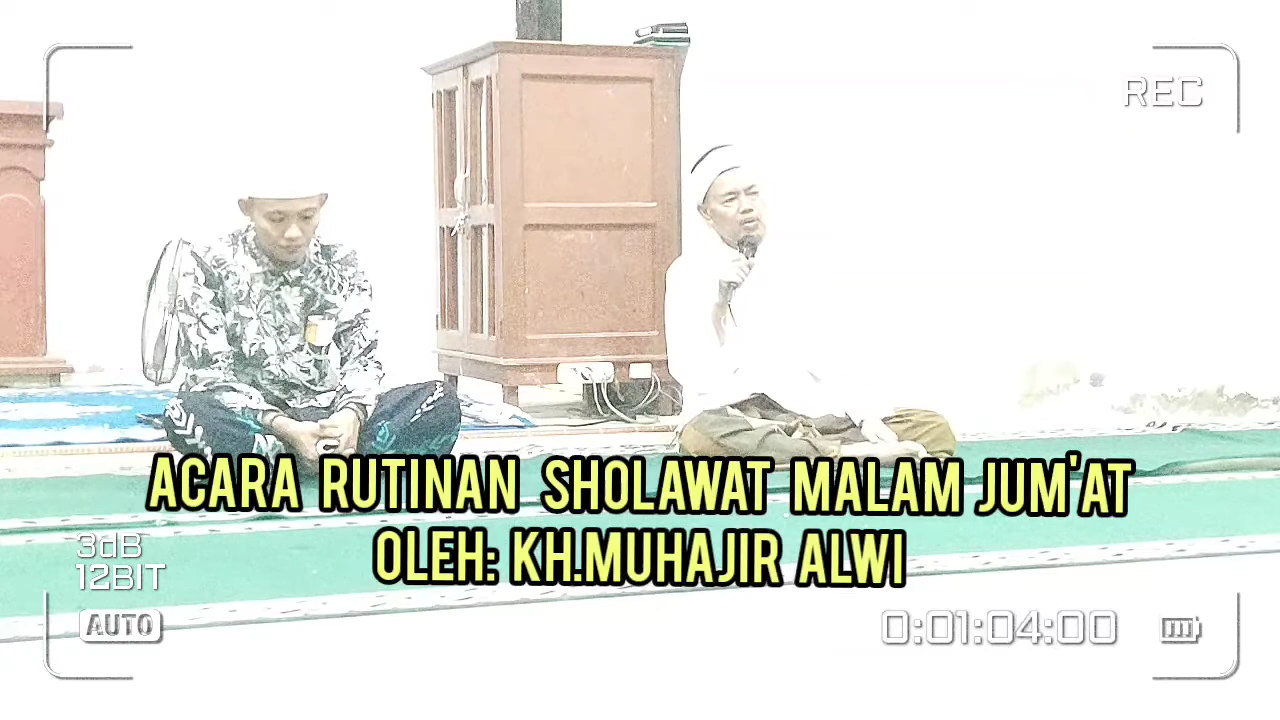 REC
ACARA RUTINAN SHOLAWAT MALAM JUM'AT
OLEH: KH.MUHAJIR ALWI
3dB
12BIT
AUTO
0:01:04:00